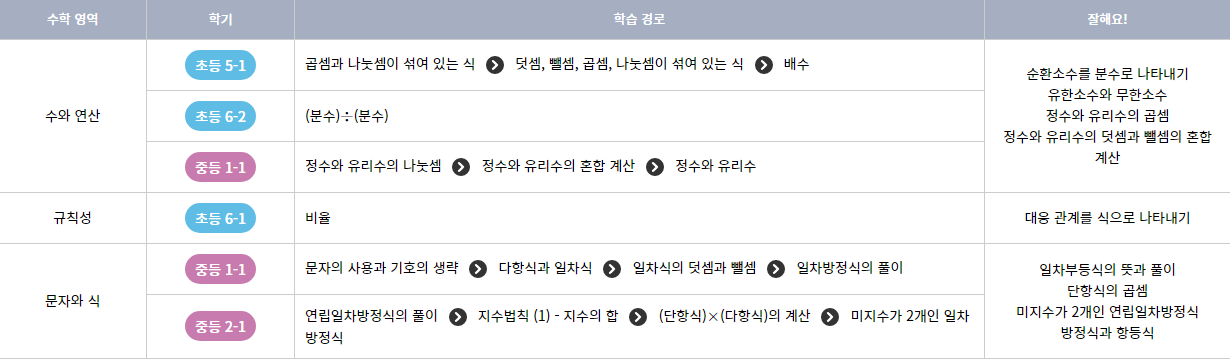 수학 영역 학기 학습 경로 잘해요!
수와 연산
초등 5-1 곱셈과 나눗셈이 섞여 있는 식 덧셈, 뺄셈, 곱셈, 나눗셈이 섞여 있는 식 배수
초등 6-2 (분수)÷(분수)
중등 1-1 정수와 유리수의 나눗셈 정수와 유리수의 혼합 계산 정수와 유리수
순환소수를 분수로 나타내기
유한소수와 무한소수
정수와 유리수의 곱셈
정수와 유리수의 덧셈과 뺄셈의 혼합
계산
규칙성 초등 6-1 비율 대응 관계를 식으로 나타내기
문자와 식
중등 1-1 문자의 사용과 기호의 생략 다항식과 일차식 일차식의 덧셈과 뺄셈 일차방정식의 풀이
중등 2-1 연립일차방정식의 풀이 지수법칙 (1) - 지수의 합 (단항식)×(다항식)의 계산 미지수가 2개인 일차
방정식
일차부등식의 뜻과 풀이
단항식의 곱셈
미지수가 2개인 연립일차방정식
방정식과 항등식